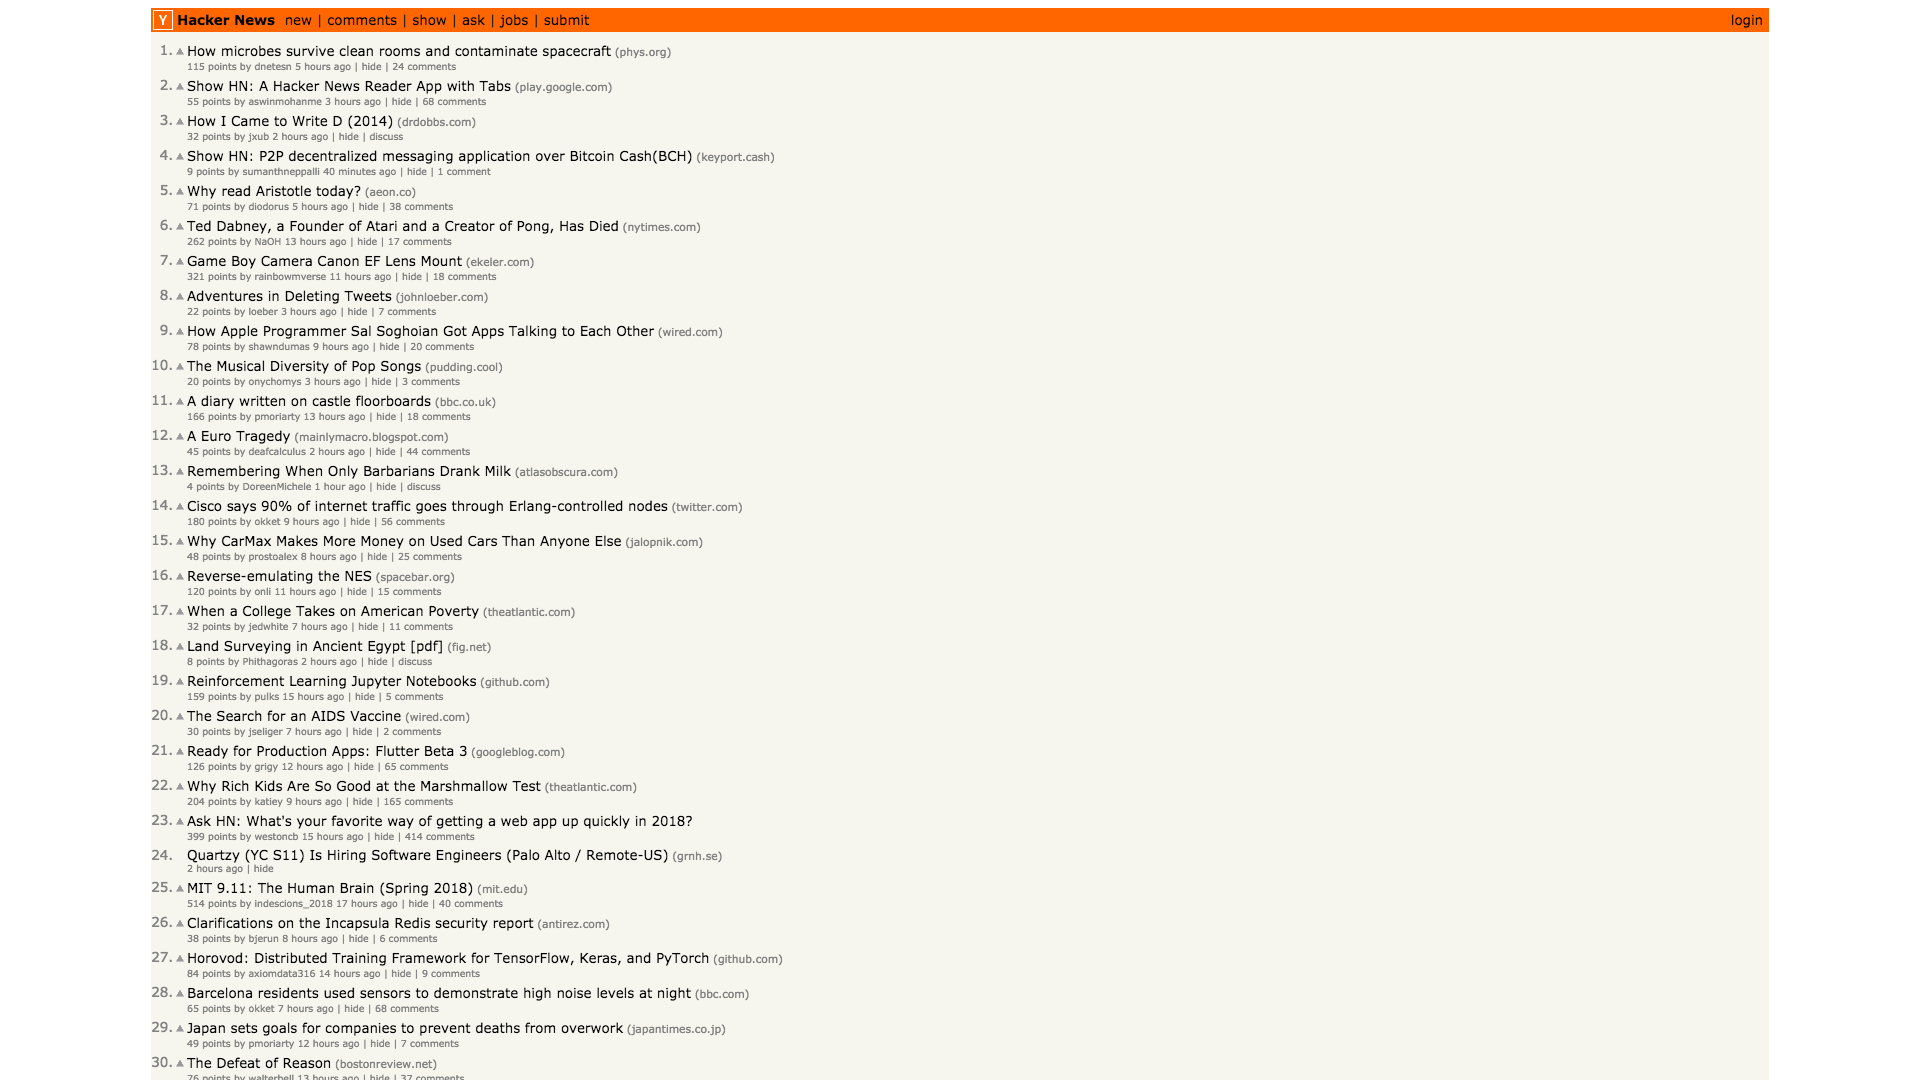 Y Hacker News new | comments | show | ask | jobs | submit login
1. How microbes survive clean rooms and contaminate spacecraft (phys.org)
115 points by dnetesn 5 hours ago | hide | 24 comments
2. Show HN: A Hacker News Reader App with Tabs (play.google.com)
55 points by aswinmohanme 3 hours ago | hide | 68 comments
3. How I Came to Write D (2014) (drdobbs.com)
32 points by jxub 2 hours ago | hide | discuss
4. Show HN: P2P decentralized messaging application over Bitcoin Cash(BCH) (keyport.cash)
9 points by sumanthneppalli 40 minutes ago | hide | 1 comment
5. Why read Aristotle today? (aeon.co)
71 points by diodorus 5 hours ago | hide | 38 comments
6. Ted Dabney, a Founder of Atari and a Creator of Pong, Has Died (nytimes.com)
262 points by NaOH 13 hours ago | hide | 17 comments
7. Game Boy Camera Canon EF Lens Mount (ekeler.com)
321 points by rainbowmverse 11 hours ago | hide | 18 comments
8. Adventures in Deleting Tweets (johnloeber.com)
22 points by loeber 3 hours ago | hide | 7 comments
9. How Apple Programmer Sal Soghoian Got Apps Talking to Each Other (wired.com)
78 points by shawndumas 9 hours ago | hide | 20 comments
10. The Musical Diversity of Pop Songs (pudding.cool)
20 points by onychomys 3 hours ago | hide | 3 comments
11. A diary written on castle floorboards (bbc.co.uk)
166 points by pmoriarty 13 hours ago | hide | 18 comments
12. A Euro Tragedy (mainlymacro.blogspot.com)
45 points by deafcalculus 2 hours ago | hide | 44 comments
13. Remembering When Only Barbarians Drank Milk (atlasobscura.com)
4 points by DoreenMichele 1 hour ago | hide | discuss
14. Cisco says 90% of internet traffic goes through Erlang-controlled nodes (twitter.com)
180 points by okket 9 hours ago | hide | 56 comments
15. Why CarMax Makes More Money on Used Cars Than Anyone Else (jalopnik.com)
48 points by prostoalex 8 hours ago | hide | 25 comments
16. Reverse-emulating the NES (spacebar.org)
120 points by onli 11 hours ago | hide | 15 comments
17. When a College Takes on American Poverty (theatlantic.com)
32 points by jedwhite 7 hours ago | hide | 11 comments
18. Land Surveying in Ancient Egypt [pdf] (fig.net)
8 points by Phithagoras 2 hours ago | hide | discuss
19. Reinforcement Learning Jupyter Notebooks (github.com)
159 points by pulks 15 hours ago | hide | 5 comments
20. The Search for an AIDS Vaccine (wired.com)
30 points by jseliger 7 hours ago | hide | 2 comments
21. Ready for Production Apps: Flutter Beta 3 (googleblog.com)
126 points by grigy 12 hours ago | hide | 65 comments
22. Why Rich Kids Are So Good at the Marshmallow Test (theatlantic.com)
204 points by katiey 9 hours ago | hide | 165 comments
23. Ask HN: What's your favorite way of getting a web app up quickly in 2018?
399 points by westoncb 15 hours ago | hide | 414 comments
24. Quartzy (YC S11) Is Hiring Software Engineers (Palo Alto / Remote-US) (grnh.se)
2 hours ago | hide
25. MIT 9.11: The Human Brain (Spring 2018) (mit.edu)
514 points by indescions_2018 17 hours ago | hide | 40 comments
26. Clarifications on the Incapsula Redis security report (antirez.com)
38 points by bjerun 8 hours ago | hide | 6 comments
27. Horovod: Distributed Training Framework for TensorFlow, Keras, and PyTorch (github.com)
84 points by axiomdata316 14 hours ago | hide | 9 comments
28. Barcelona residents used sensors to demonstrate high noise levels at night (bbc.com)
65 points by okket 7 hours ago | hide | 68 comments
29. Japan sets goals for companies to prevent deaths from overwork (japantimes.co.jp)
49 points by pmoriarty 12 hours ago | hide | 7 comments
30. The Defeat of Reason (bostonreview.net)
76 points by walterbell 13 hours ago | hide | 37 comments